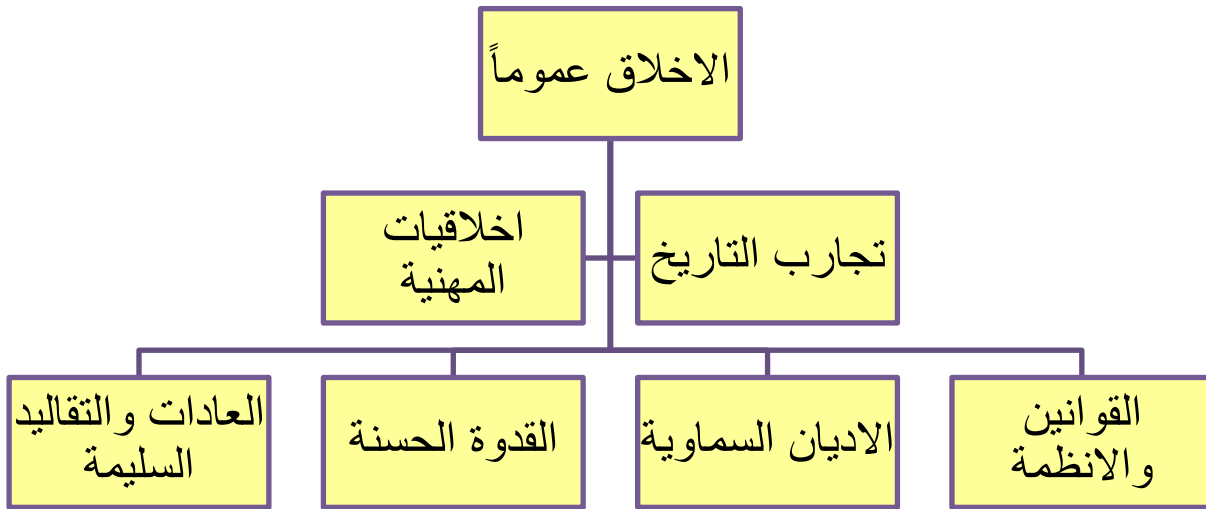 الاخلاق عموماً
تجارب التاريخ
اخلاقيات
المهنية
القوانين
والانظمة
الاديان السماوية
القدوة الحسنة
العادات والتقاليد
السليمة